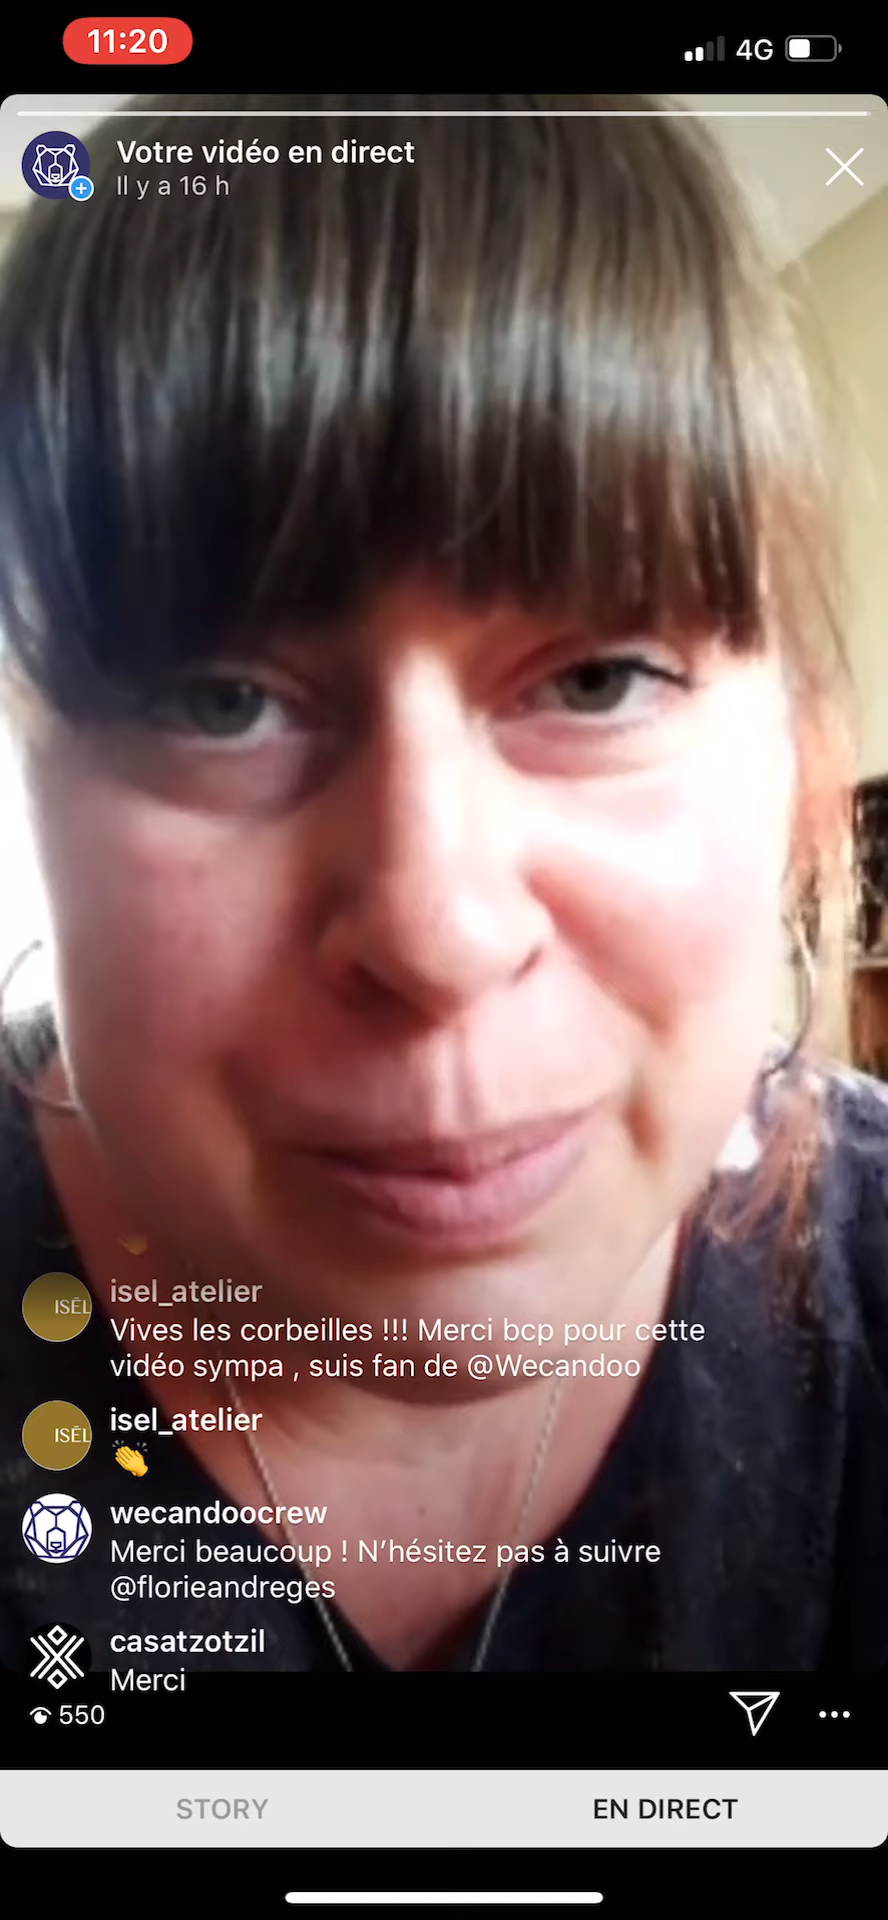 11:20
4G
Votre vidéo en direct
Il y a 16 h
isel_atelier
ISĒL
Vives les corbeilles !!! Merci bcp pour cette
vidéo sympa , suis fan de @Wecandoo
isel_atelier
ISĒL
👏
wecandoocrew
Merci beaucoup ! N’hésitez pas à suivre
@florieandreges
casatzotzil
Merci
550
STORY
EN DIRECT